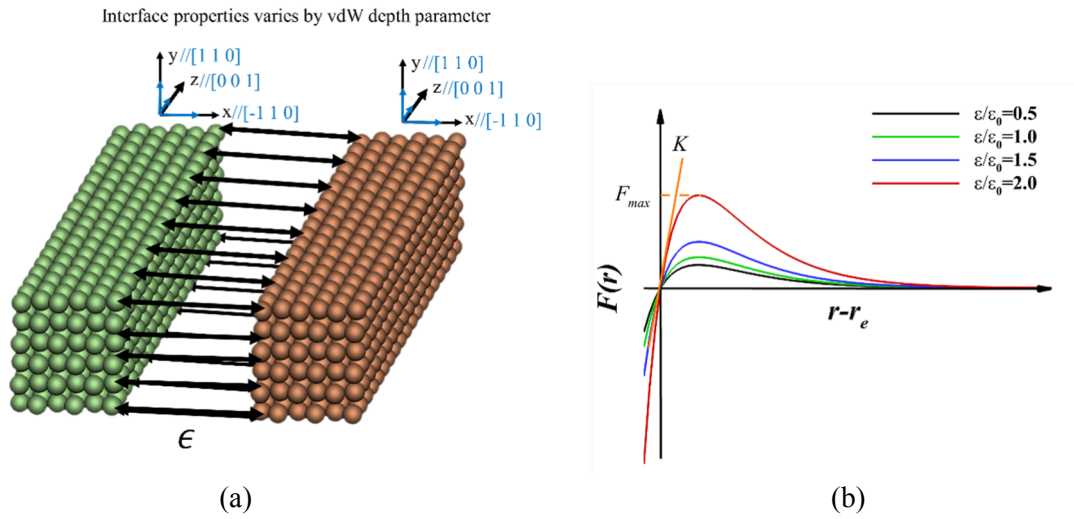 Interface properties varies by vdW depth parameter
y//[1 1 0]
z//[0 0 1]
x//[-1 1 0]
y//[1 1 0]
z//[0 0 1]
x//[-1 1 0]
ϵ
(a)
K
F_max
F(r)
r-r_e
ε/ε₀=0.5
ε/ε₀=1.0
ε/ε₀=1.5
ε/ε₀=2.0
(b)